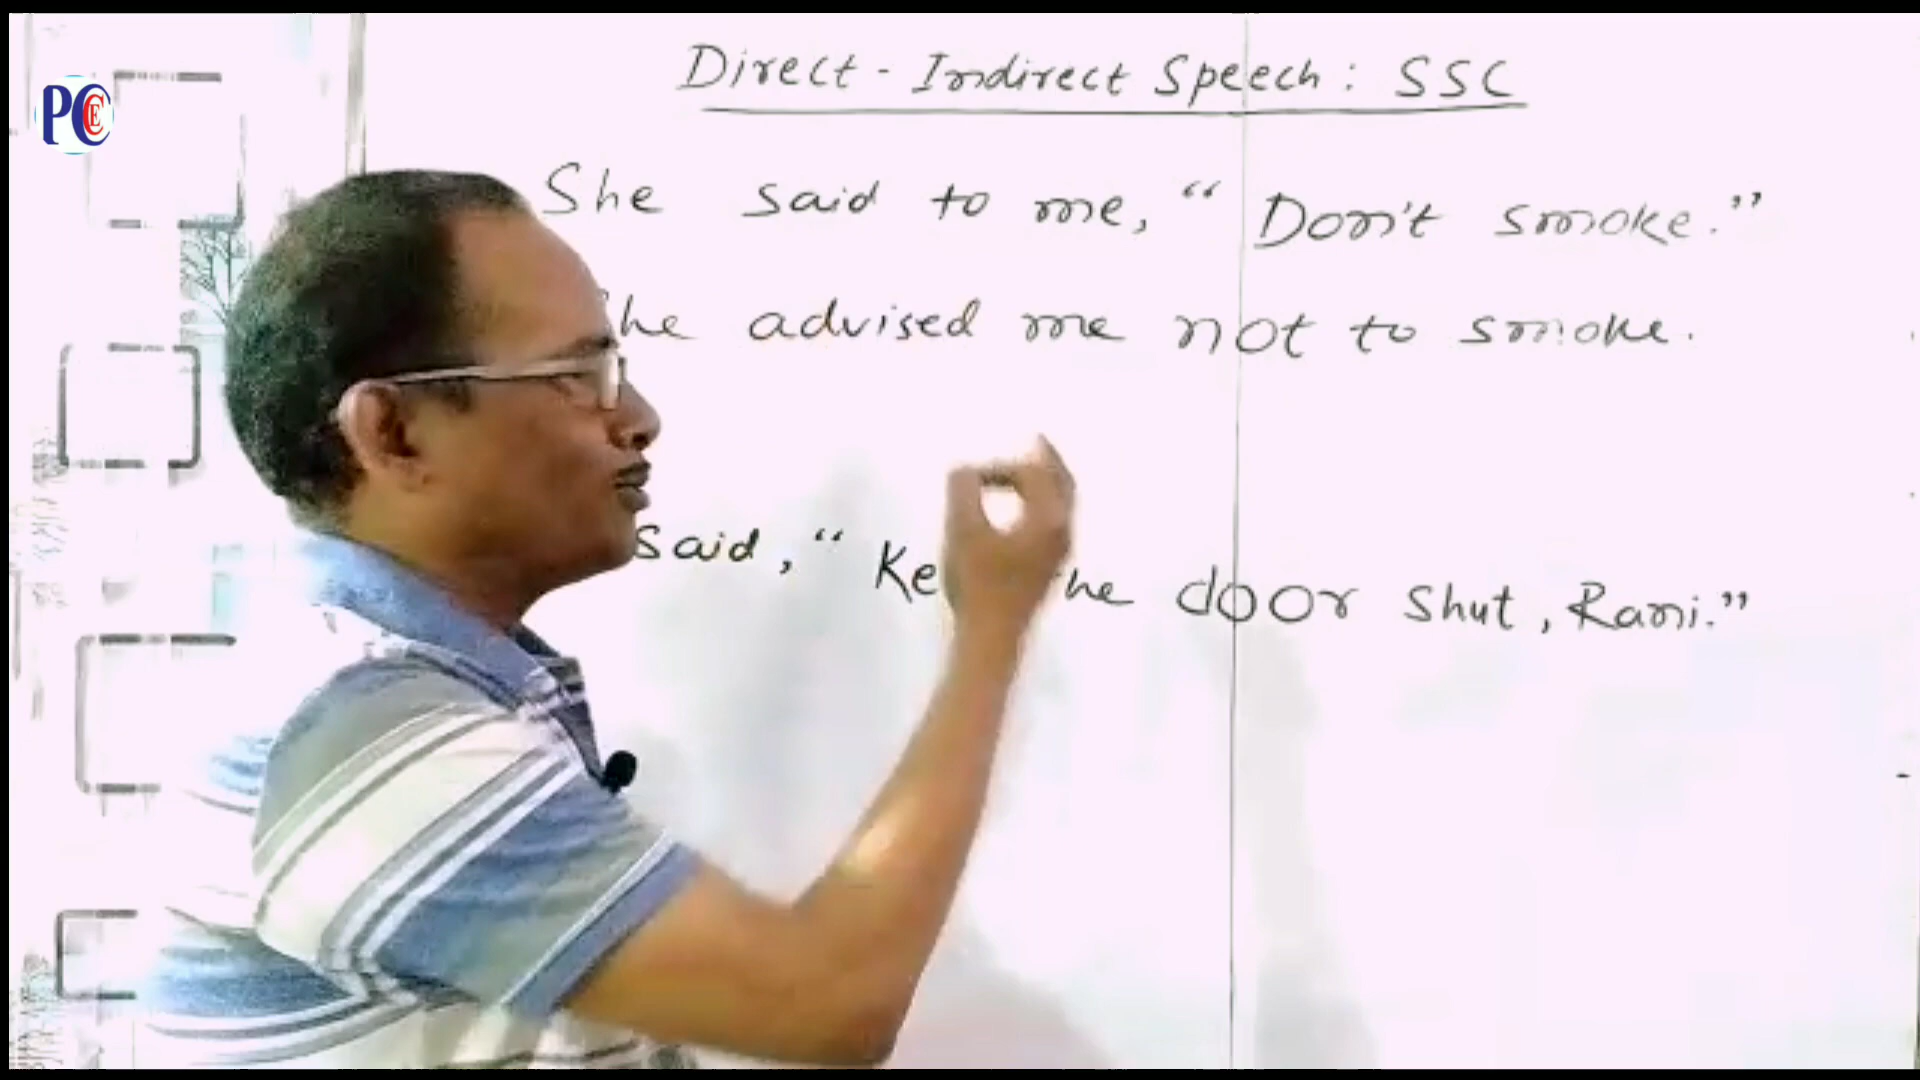 PCEC
Direct - Indirect Speech : SSC
She said to me, “ Don't smoke.”
he advised me not to smoke.
said, “ Ke he door shut, Rani.”